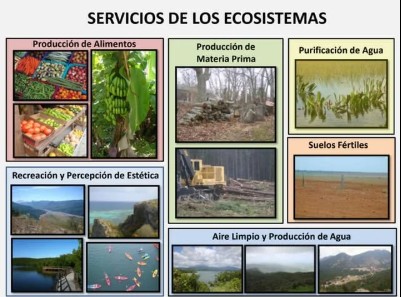 SERVICIOS DE LOS ECOSISTEMAS
Producción de Alimentos
Producción de
Materia Prima
Purificación de Agua
Suelos Fértiles
Recreación y Percepción de Estética
Aire Limpio y Producción de Agua